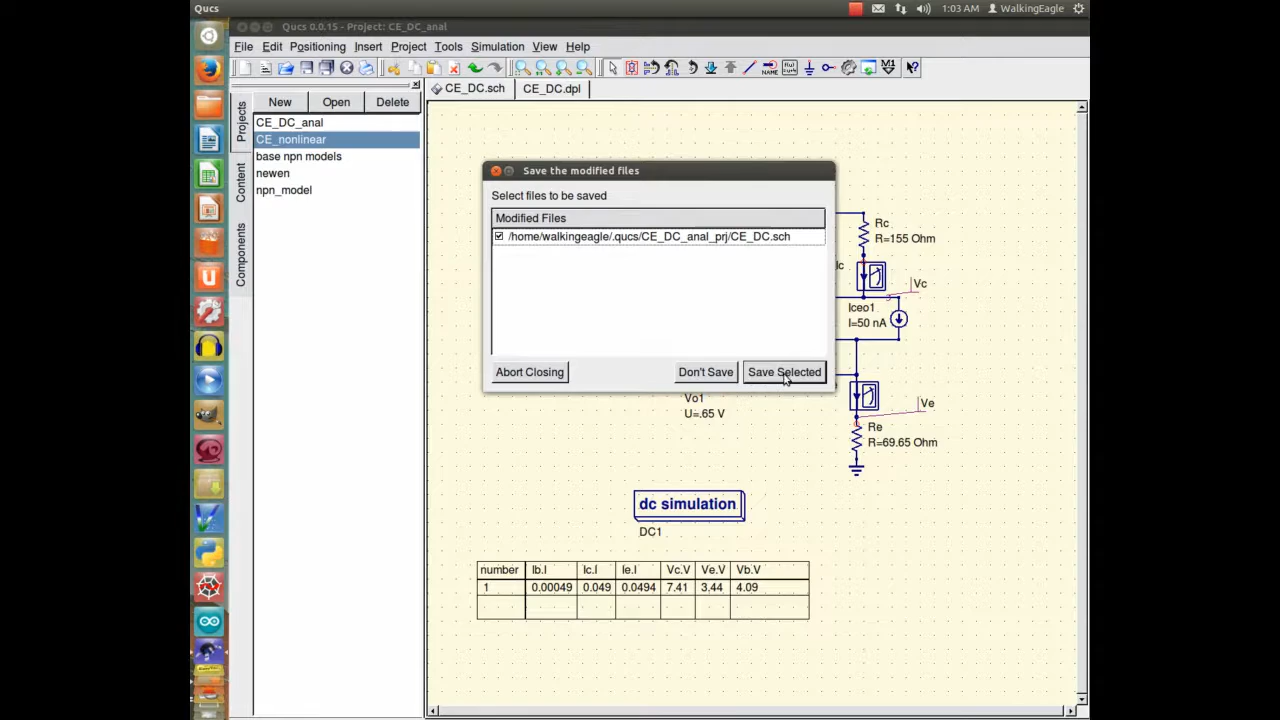 Qucs
1:03 AM
WalkingEagle
Qucs 0.0.15 - Project: CE_DC_anal
File Edit Positioning Insert Project Tools Simulation View Help
NAME
CE_DC.sch
CE_DC.dpl
New
Open
Delete
Projects
Content
Components
CE_DC_anal
CE_nonlinear
base npn models
newen
npn_model
Save the modified files
Select files to be saved
Modified Files
/home/walkingeagle/.qucs/CE_DC_anal_prj/CE_DC.sch
Abort Closing
Don't Save
Save Selected
Rc
R=155 Ohm
Ic
Vc
Iceo1
I=50 nA
Vo1
U=.65 V
Ve
Re
R=69.65 Ohm
dc simulation
DC1
number Ib.I Ic.I Ie.I Vc.V Ve.V Vb.V
1 0.00049 0.049 0.0494 7.41 3.44 4.09